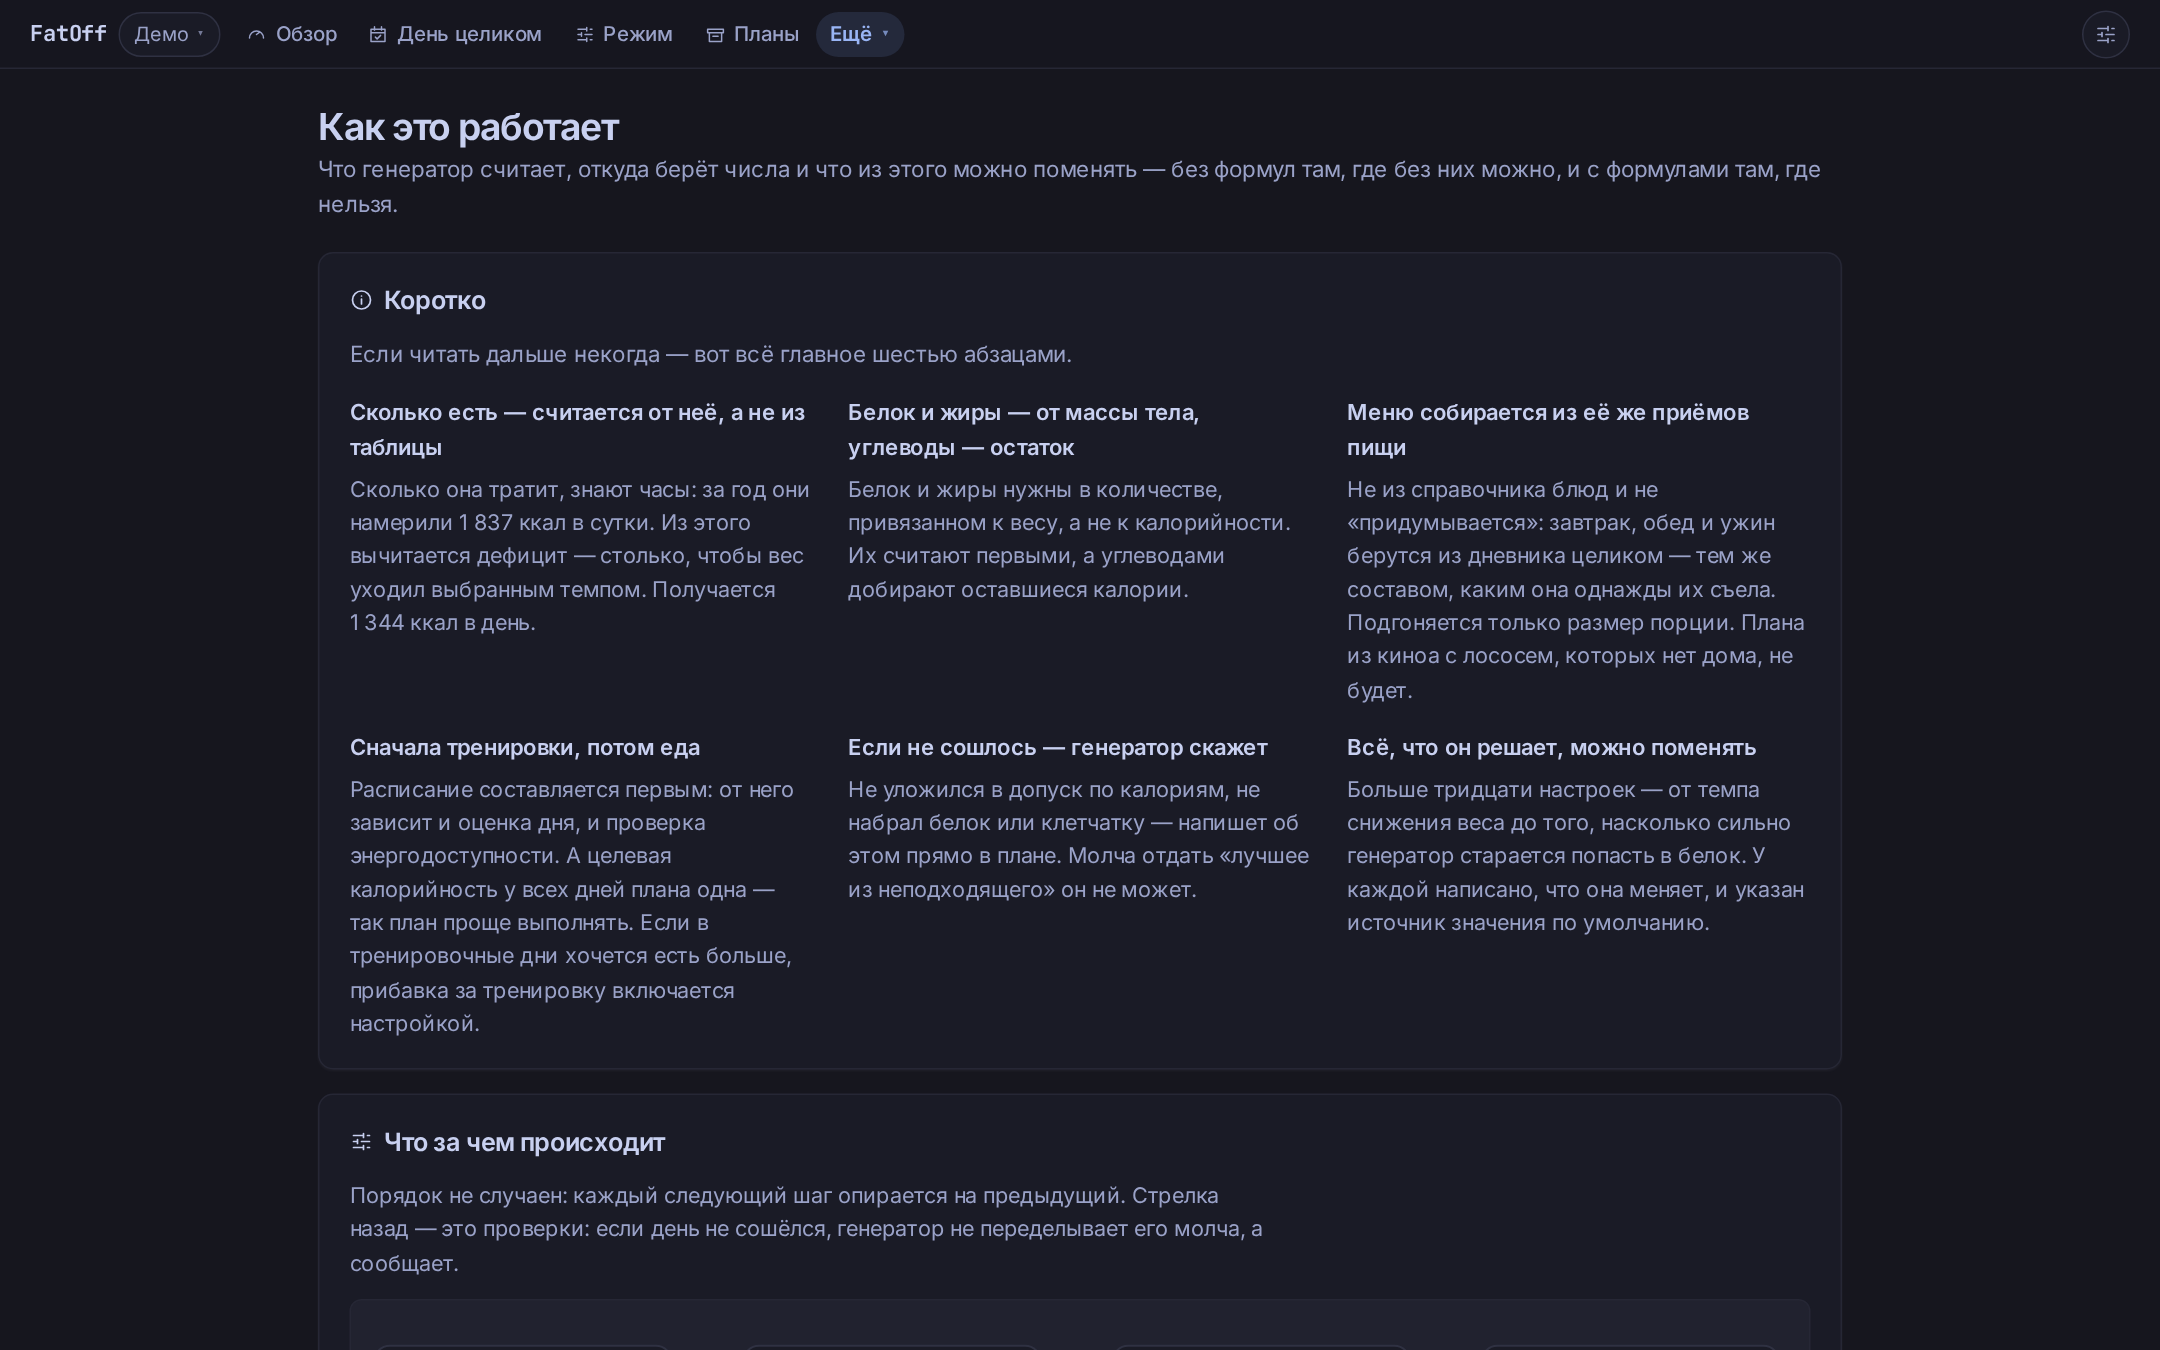 FatOff Демо Обзор День целиком Режим Планы Ещё
Как это работает
Что генератор считает, откуда берёт числа и что из этого можно поменять — без формул там, где без них можно, и с формулами там, где
нельзя.
Коротко
Если читать дальше некогда — вот всё главное шестью абзацами.
Сколько есть — считается от неё, а не из
таблицы
Сколько она тратит, знают часы: за год они
намерили 1 837 ккал в сутки. Из этого
вычитается дефицит — столько, чтобы вес
уходил выбранным темпом. Получается
1 344 ккал в день.
Белок и жиры — от массы тела,
углеводы — остаток
Белок и жиры нужны в количестве,
привязанном к весу, а не к калорийности.
Их считают первыми, а углеводами
добирают оставшиеся калории.
Меню собирается из её же приёмов
пищи
Не из справочника блюд и не
«придумывается»: завтрак, обед и ужин
берутся из дневника целиком — тем же
составом, каким она однажды их съела.
Подгоняется только размер порции. Плана
из киноа с лососем, которых нет дома, не
будет.
Сначала тренировки, потом еда
Расписание составляется первым: от него
зависит и оценка дня, и проверка
энергодоступности. А целевая
калорийность у всех дней плана одна —
так план проще выполнять. Если в
тренировочные дни хочется есть больше,
прибавка за тренировку включается
настройкой.
Если не сошлось — генератор скажет
Не уложился в допуск по калориям, не
набрал белок или клетчатку — напишет об
этом прямо в плане. Молча отдать «лучшее
из неподходящего» он не может.
Всё, что он решает, можно поменять
Больше тридцати настроек — от темпа
снижения веса до того, насколько сильно
генератор старается попасть в белок. У
каждой написано, что она меняет, и указан
источник значения по умолчанию.
Что за чем происходит
Порядок не случаен: каждый следующий шаг опирается на предыдущий. Стрелка
назад — это проверки: если день не сошёлся, генератор не переделывает его молча, а
сообщает.